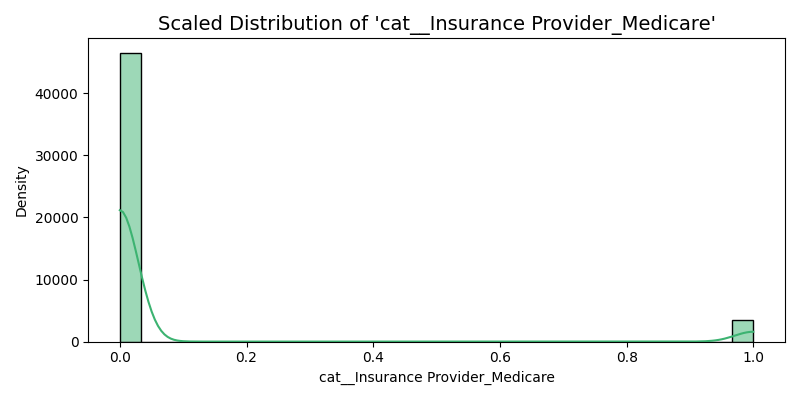 Scaled Distribution of 'cat__Insurance Provider_Medicare'
Density
40000
30000
20000
10000
0
0.0 0.2 0.4 0.6 0.8 1.0
cat__Insurance Provider_Medicare